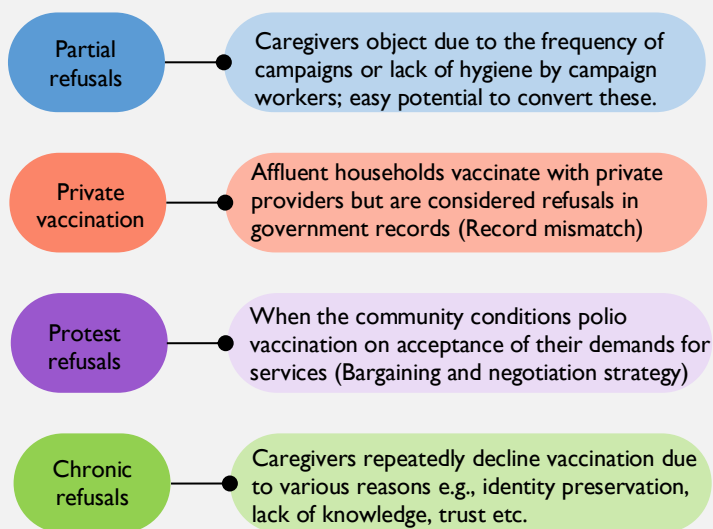 Partial
refusals
Caregivers object due to the frequency of
campaigns or lack of hygiene by campaign
workers; easy potential to convert these.
Private
vaccination
Affluent households vaccinate with private
providers but are considered refusals in
government records (Record mismatch)
Protest
refusals
When the community conditions polio
vaccination on acceptance of their demands for
services (Bargaining and negotiation strategy)
Chronic
refusals
Caregivers repeatedly decline vaccination due
to various reasons e.g., identity preservation,
lack of knowledge, trust etc.